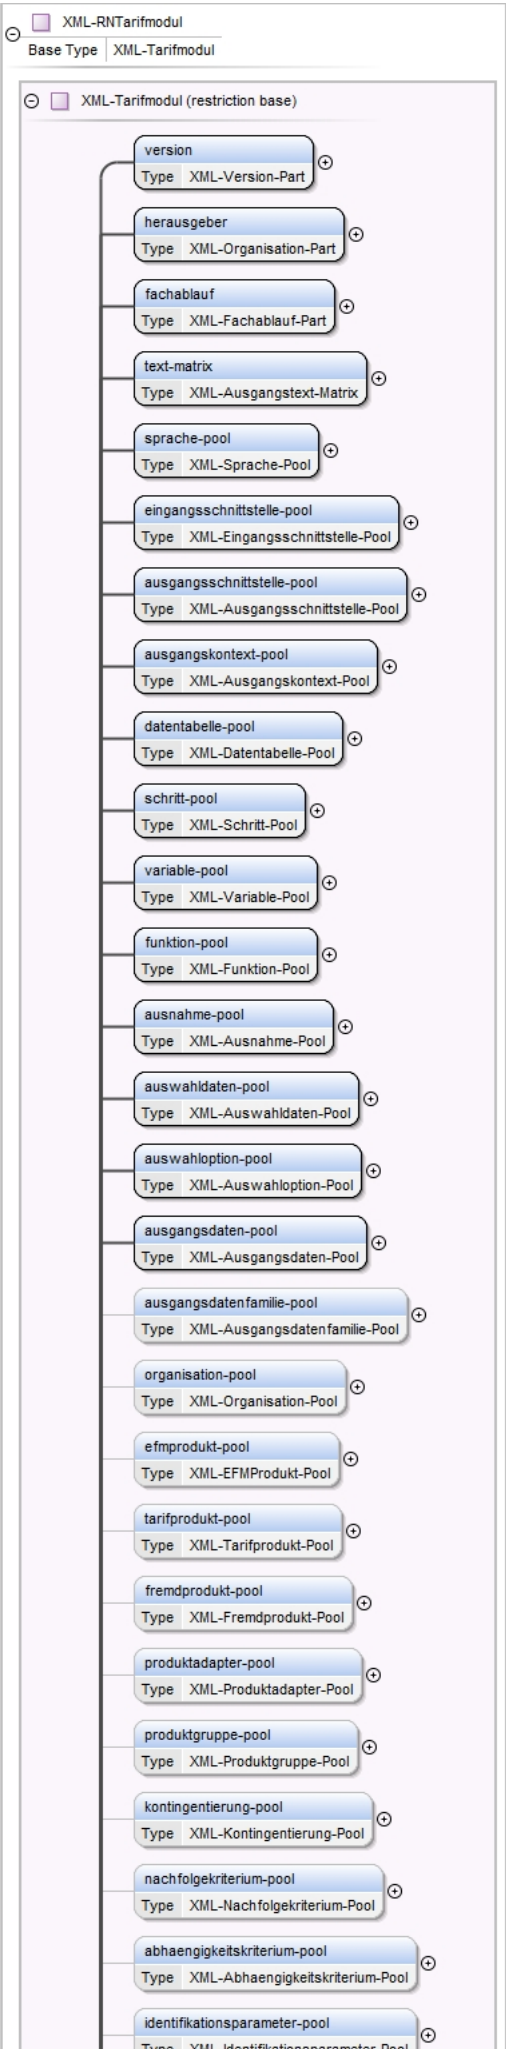 XML-RNTarifmodul
Base Type XML-Tarifmodul
XML-Tarifmodul (restriction base)
version
Type XML-Version-Part
herausgeber
Type XML-Organisation-Part
fachablauf
Type XML-Fachablauf-Part
text-matrix
Type XML-Ausgangstext-Matrix
sprache-pool
Type XML-Sprache-Pool
eingangsschnittstelle-pool
Type XML-Eingangsschnittstelle-Pool
ausgangsschnittstelle-pool
Type XML-Ausgangsschnittstelle-Pool
ausgangskontext-pool
Type XML-Ausgangskontext-Pool
datentabelle-pool
Type XML-Datentabelle-Pool
schritt-pool
Type XML-Schritt-Pool
variable-pool
Type XML-Variable-Pool
funktion-pool
Type XML-Funktion-Pool
ausnahme-pool
Type XML-Ausnahme-Pool
auswahldaten-pool
Type XML-Auswahldaten-Pool
auswahloption-pool
Type XML-Auswahloption-Pool
ausgangsdaten-pool
Type XML-Ausgangsdaten-Pool
ausgangsdatenfamilie-pool
Type XML-Ausgangsdatenfamilie-Pool
organisation-pool
Type XML-Organisation-Pool
efmprodukt-pool
Type XML-EFMProdukt-Pool
tarifprodukt-pool
Type XML-Tarifprodukt-Pool
fremdprodukt-pool
Type XML-Fremdprodukt-Pool
produktadapter-pool
Type XML-Produktadapter-Pool
produktgruppe-pool
Type XML-Produktgruppe-Pool
kontingentierung-pool
Type XML-Kontingentierung-Pool
nachfolgekriterium-pool
Type XML-Nachfolgekriterium-Pool
abhaengigkeitskriterium-pool
Type XML-Abhaengigkeitskriterium-Pool
identifikationsparameter-pool
Type XML-Identifikationsparameter-Pool